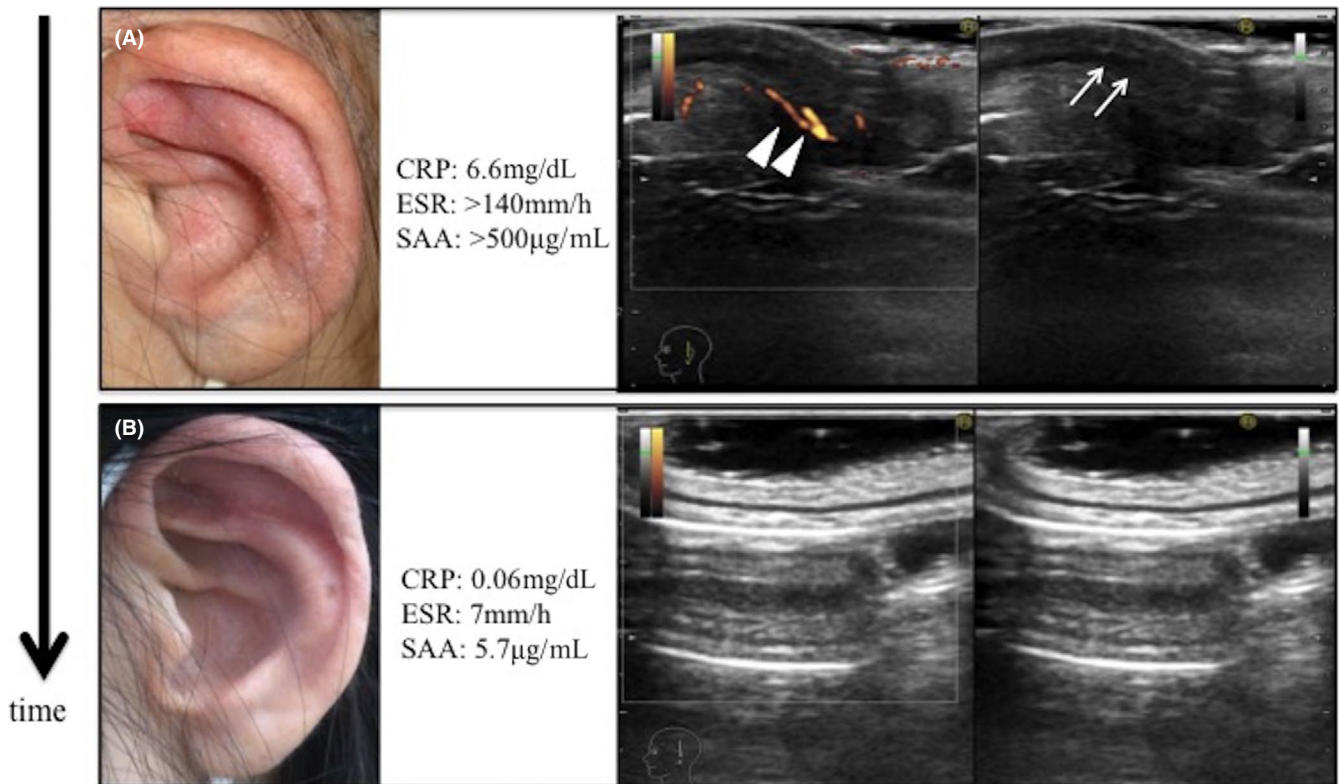 (A)
CRP: 6.6mg/dL
ESR: >140mm/h
SAA: >500μg/mL
(B)
CRP: 0.06mg/dL
ESR: 7mm/h
SAA: 5.7μg/mL
time